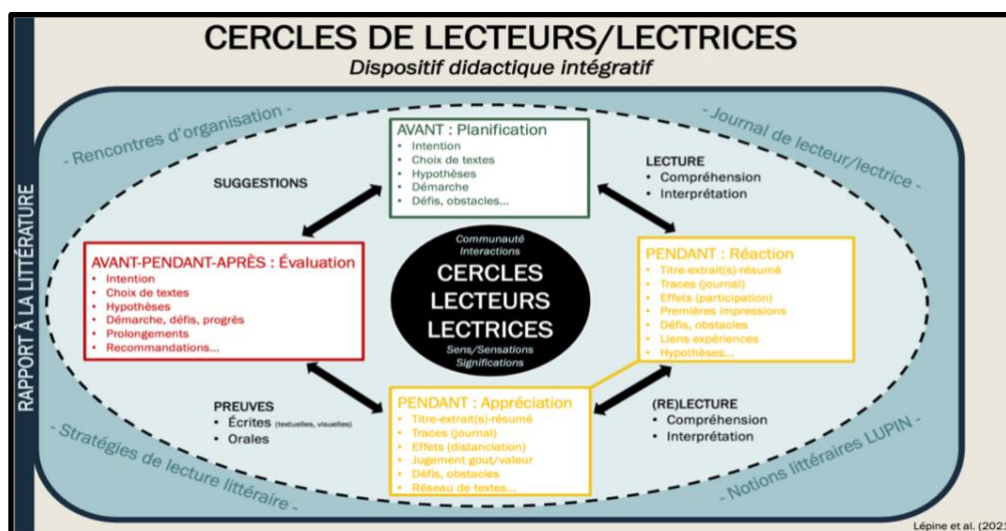 CERCLES DE LECTEURS/LECTRICES
Dispositif didactique intégratif
RAPPORT À LA LITTÉRATURE
- Rencontres d'organisation -
- Journal de lecteur/lectrice -
AVANT : Planification
• Intention
• Choix de textes
• Hypothèses
• Démarche
• Défis, obstacles...
SUGGESTIONS
LECTURE
• Compréhension
• Interprétation
AVANT-PENDANT-APRÈS : Évaluation
• Intention
• Choix de textes
• Hypothèses
• Démarche, défis, progrès
• Prolongements
• Recommandations...
Communauté
Interactions
CERCLES
LECTEURS
LECTRICES
Sens/Sensations
Significations
PENDANT : Réaction
• Titre-extrait(s)-résumé
• Traces (journal)
• Effets (participation)
• Premières impressions
• Défis, obstacles
• Liens expériences
• Hypothèses...
PREUVES
• Écrites (textuelles, visuelles)
• Orales
PENDANT : Appréciation
• Titre-extrait(s)-résumé
• Traces (journal)
• Effets (distanciation)
• Jugement gout/valeur
• Défis, obstacles
• Réseau de textes...
(RE)LECTURE
• Compréhension
• Interprétation
- Stratégies de lecture littéraire -
- Notions littéraires LUPIN -
Lépine et al.